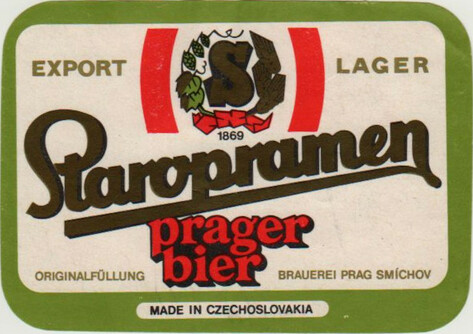 EXPORT
LAGER
S
1869
Staropramen
prager
bier
ORIGINALFÜLLUNG
BRAUEREI PRAG SMÍCHOV
MADE IN CZECHOSLOVAKIA